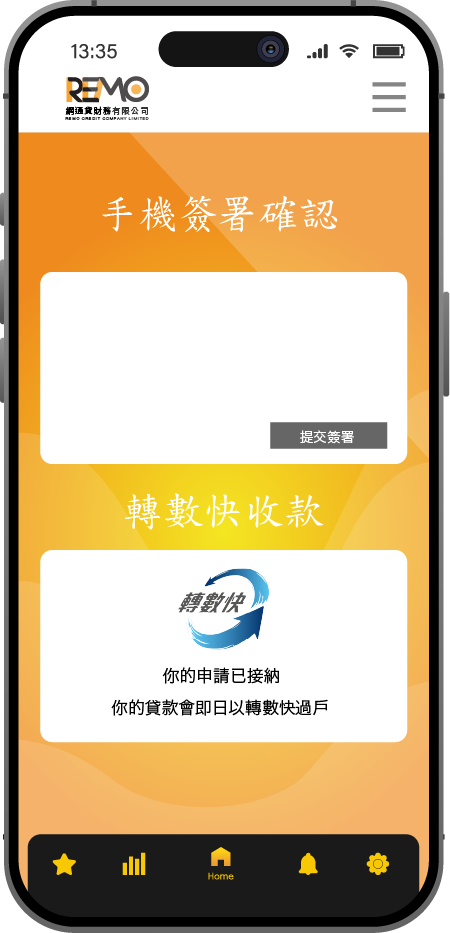 13:35
REMO
網通貸財務有限公司
REMO CREDIT COMPANY LIMITED
手機簽署確認
提交簽署
轉數快收款
轉數快
你的申請已接納
你的貸款會即日以轉數快過戶
Home